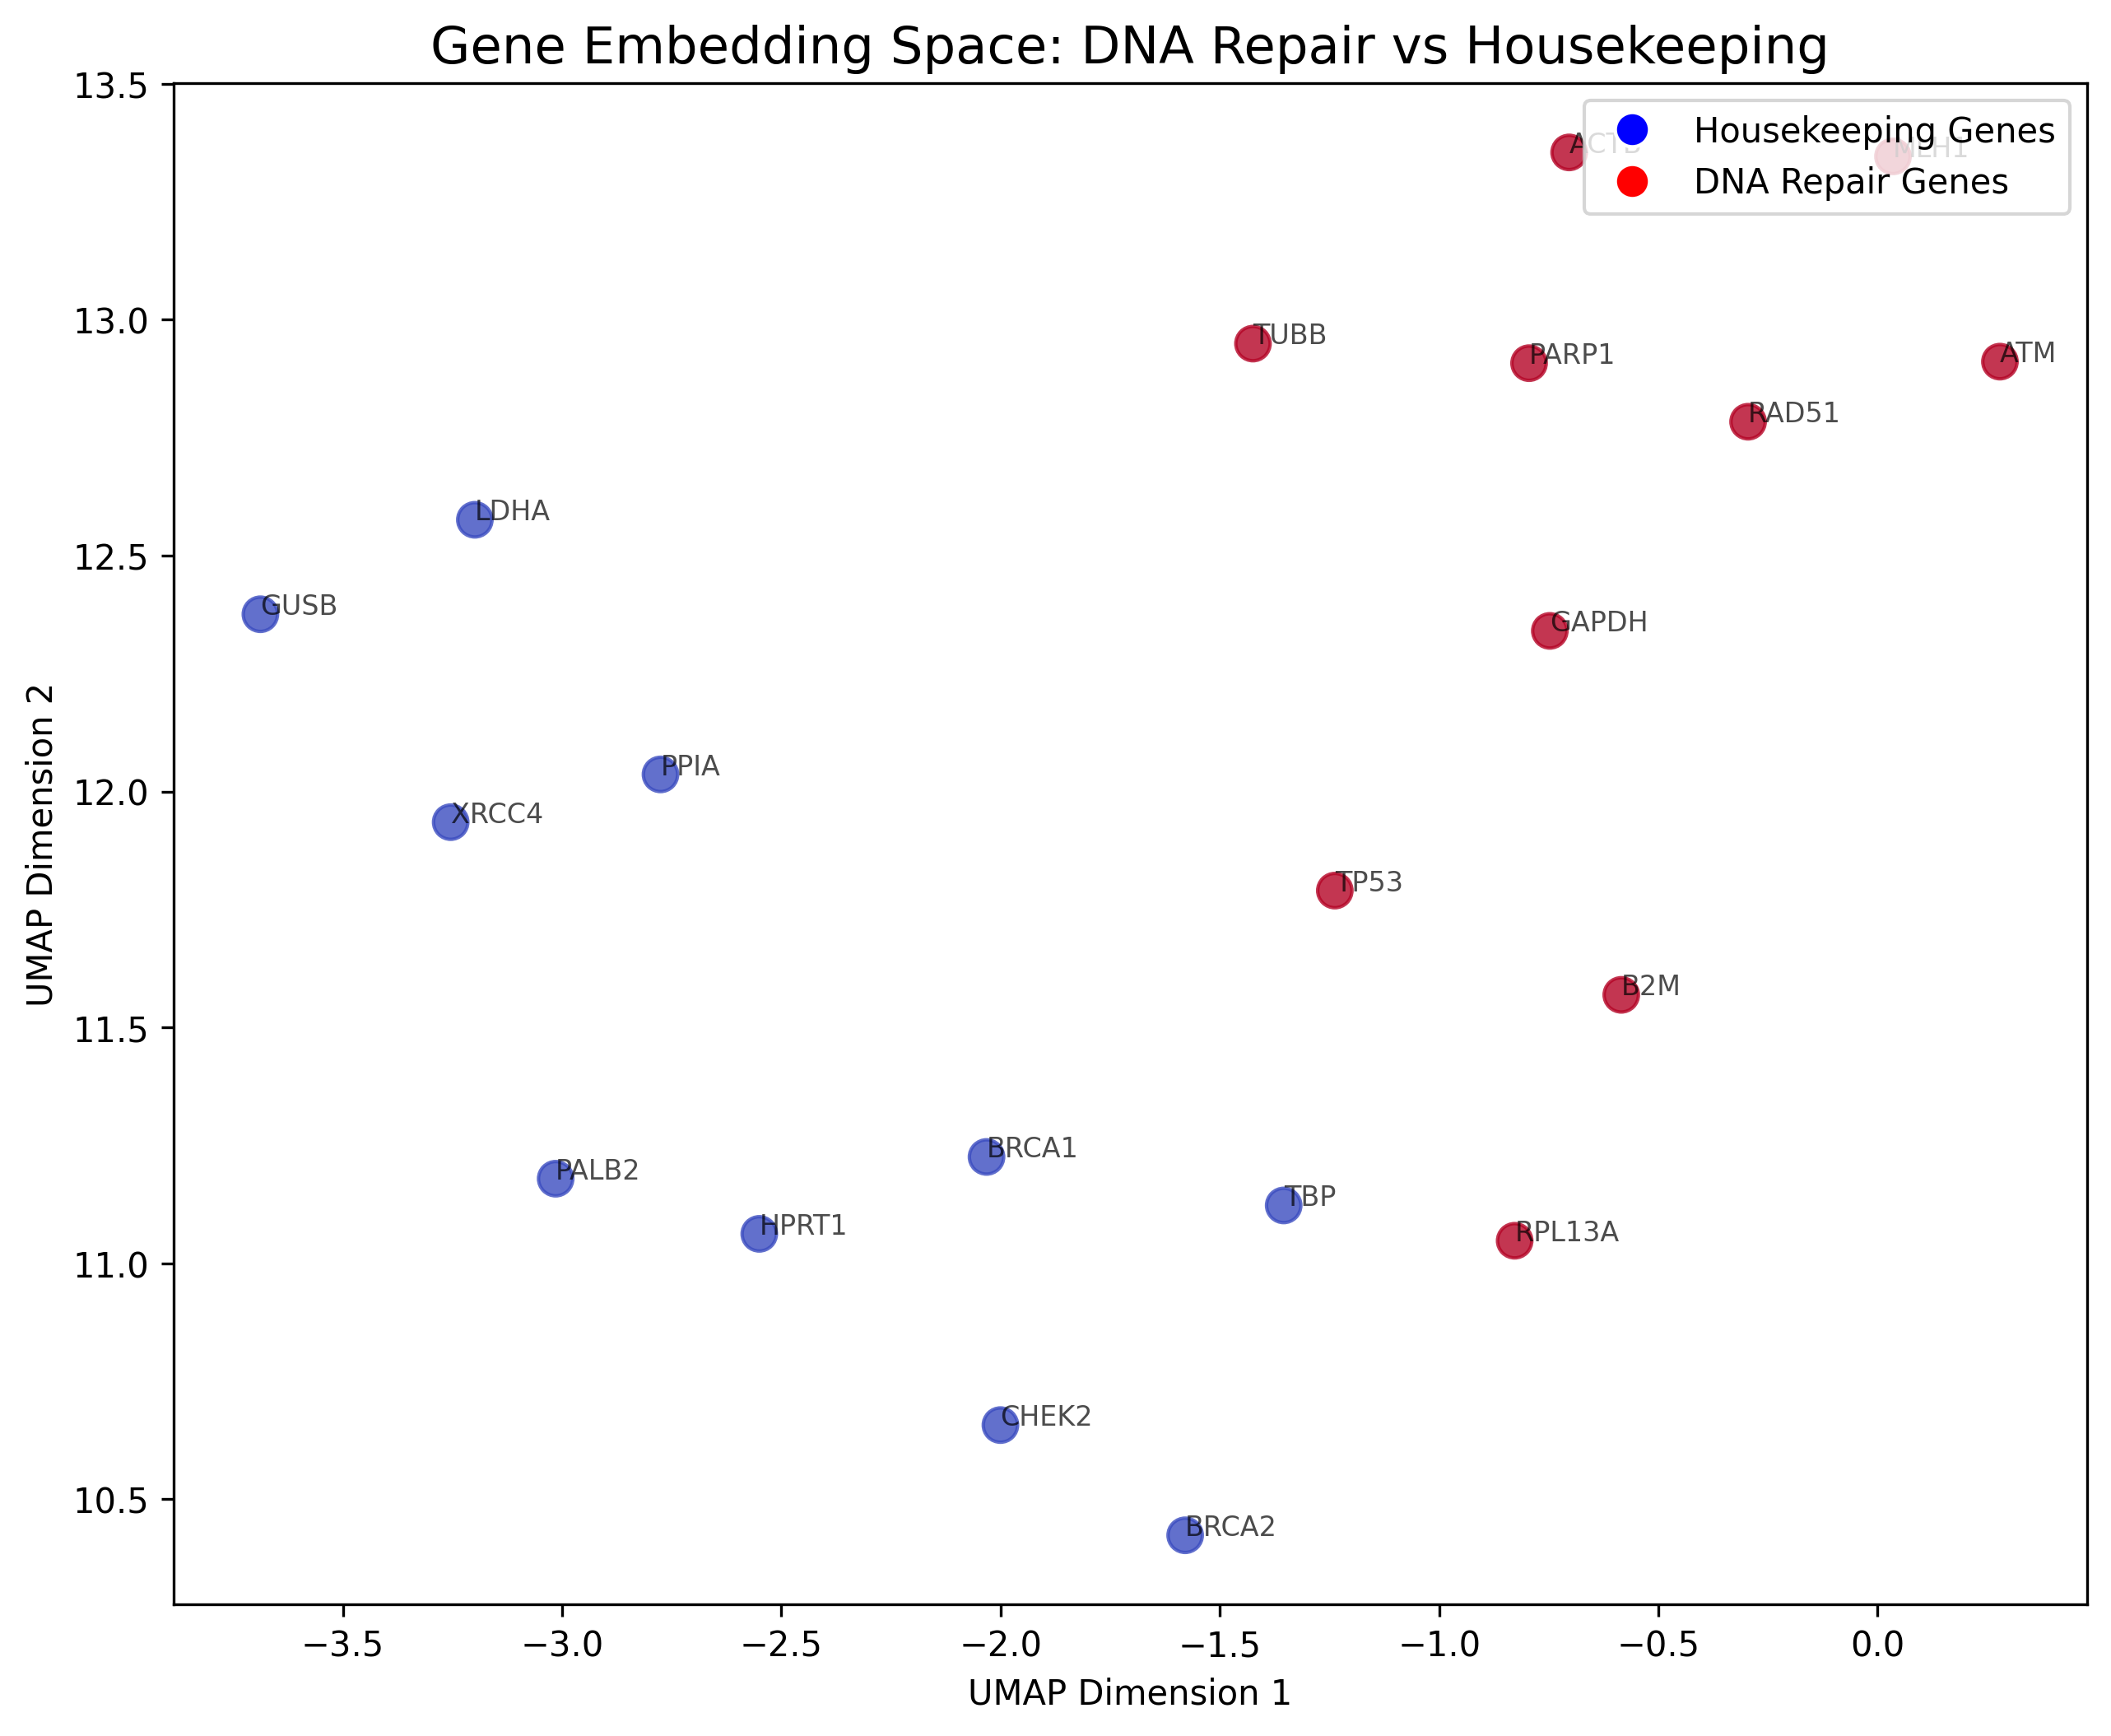 Gene Embedding Space: DNA Repair vs Housekeeping
13.5
13.0
12.5
12.0
11.5
11.0
10.5
UMAP Dimension 2
Housekeeping Genes
DNA Repair Genes
ACTB
MLH1
TUBB
PARP1
ATM
RAD51
LDHA
GUSB
GAPDH
PPIA
XRCC4
TP53
B2M
BRCA1
PALB2
TBP
HPRT1
RPL13A
CHEK2
BRCA2
−3.5
−3.0
−2.5
−2.0
−1.5
−1.0
−0.5
0.0
UMAP Dimension 1